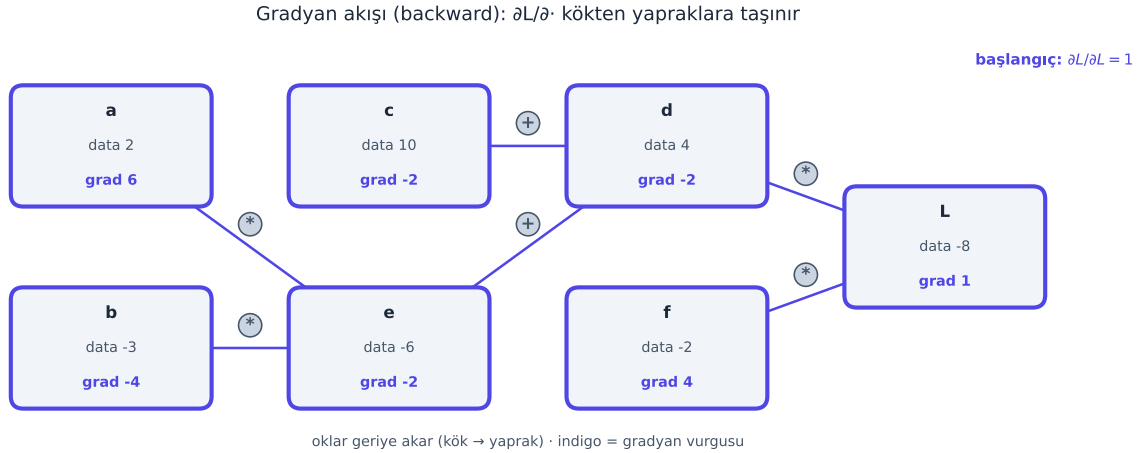 Gradyan akışı (backward): ∂L/∂· kökten yapraklara taşınır
başlangıç: ∂L/∂L = 1
a
data 2
grad 6
c
data 10
grad -2
+
d
data 4
grad -2
*
*
+
L
data -8
grad 1
*
b
data -3
grad -4
*
e
data -6
grad -2
f
data -2
grad 4
oklar geriye akar (kök → yaprak) · indigo = gradyan vurgusu